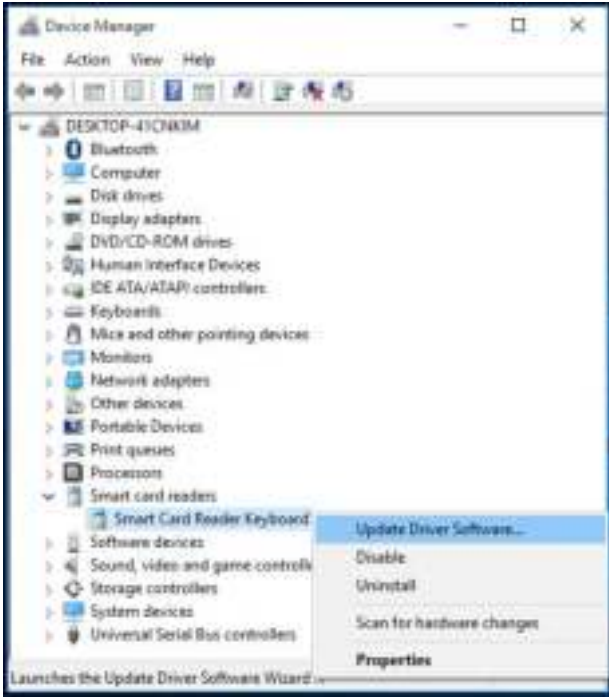 Device Manager
File Action View Help
DESKTOP-41CNKIM
Bluetooth
Computer
Disk drives
Display adapters
DVD/CD-ROM drives
Human Interface Devices
IDE ATA/ATAPI controllers
Keyboards
Mice and other pointing devices
Monitors
Network adapters
Other devices
Portable Devices
Print queues
Processors
Smart card readers
Smart Card Reader Keyboard
Update Driver Software...
Software devices
Disable
Sound, video and game controlle
Uninstall
Storage controllers
System devices
Scan for hardware changes
Universal Serial Bus controllers
Properties
Launches the Update Driver Software Wizard